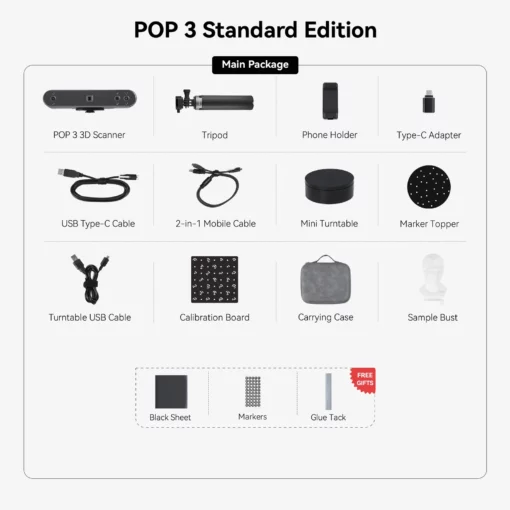 POP 3 Standard Edition
Main Package
POP 3 3D Scanner
Tripod
Phone Holder
Type-C Adapter
USB Type-C Cable
2-in-1 Mobile Cable
Mini Turntable
Marker Topper
Turntable USB Cable
Calibration Board
Carrying Case
Sample Bust
FREE
GIFTS
Black Sheet
Markers
Glue Tack